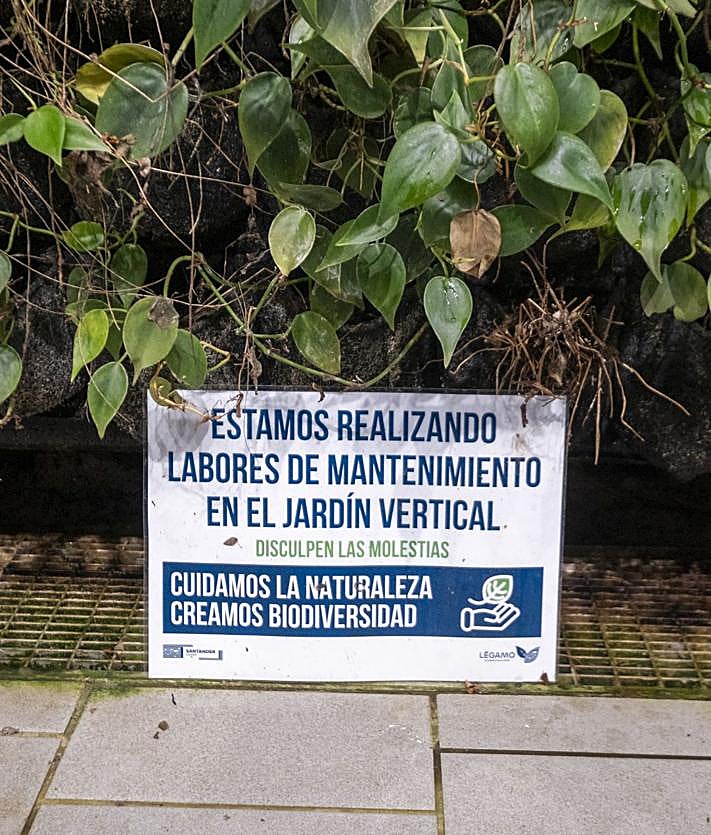 ESTAMOS REALIZANDO
LABORES DE MANTENIMIENTO
EN EL JARDÍN VERTICAL
DISCULPEN LAS MOLESTIAS
CUIDAMOS LA NATURALEZA
CREAMOS BIODIVERSIDAD
SANTANDER
LÉGAMO